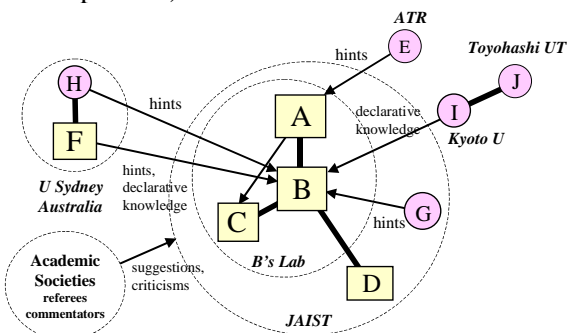 ATR
E
hints
Toyohashi UT
J
H
hints
A
declarative
knowledge
I
Kyoto U
F
hints,
declarative
knowledge
B
U Sydney
Australia
C
G
hints
B's Lab
D
Academic
Societies
referees
commentators
suggestions,
criticisms
JAIST